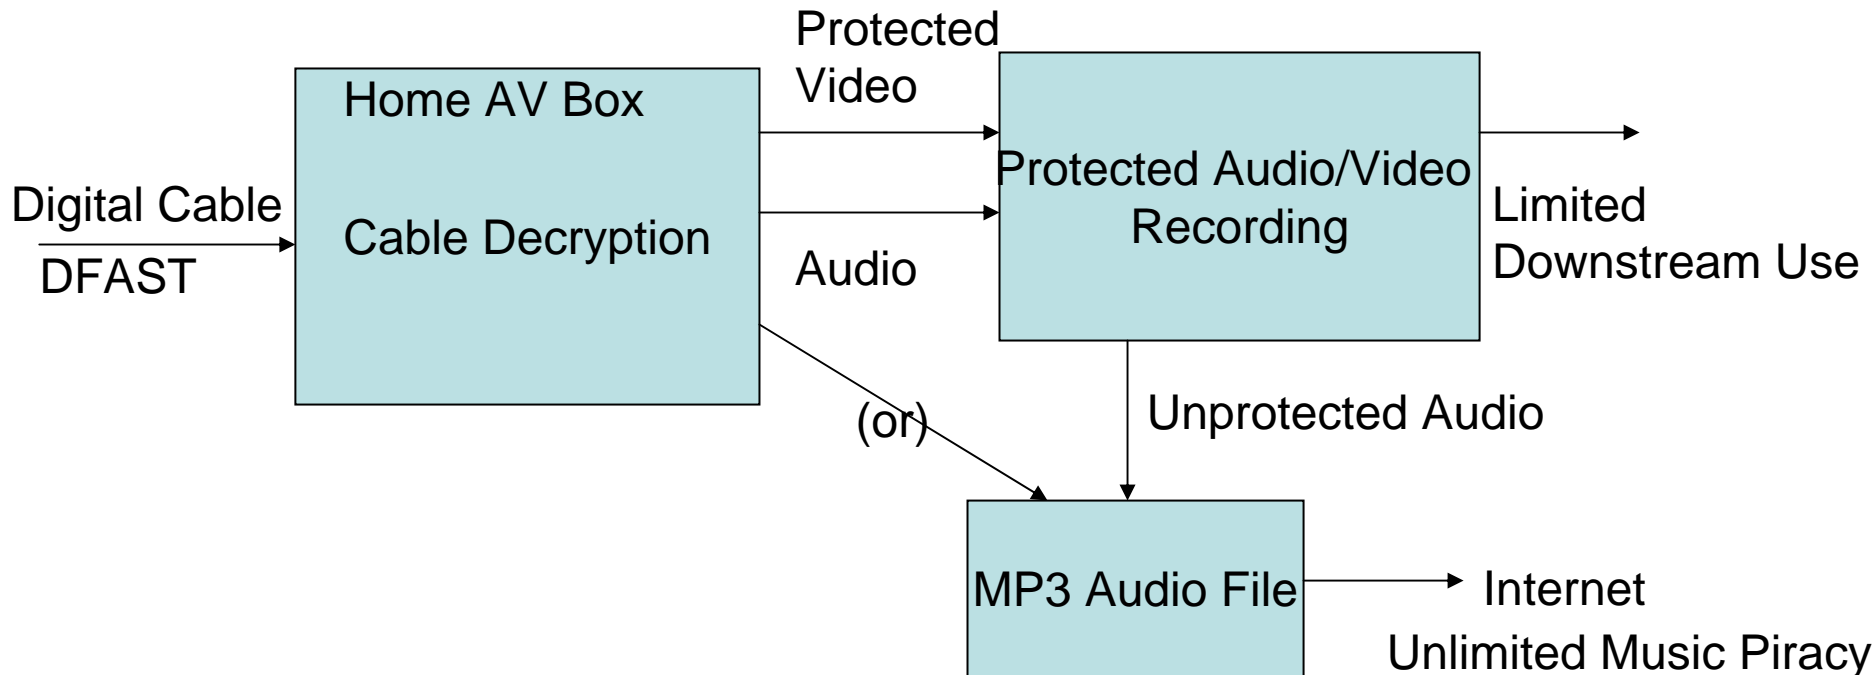 Protected
Video
Home AV Box
Cable Decryption
Digital Cable
DFAST
Audio
Protected Audio/Video
Recording
Limited
Downstream Use
(or)
Unprotected Audio
MP3 Audio File
Internet
Unlimited Music Piracy